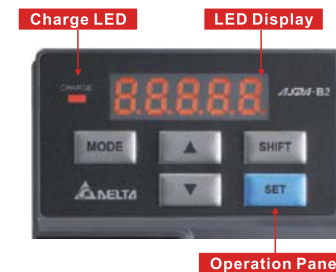 Charge LED
LED Display
CHARGE
8.8.8.8.8
ASDA-B2
MODE
▲
SHIFT
DELTA
▼
SET
Operation Pane